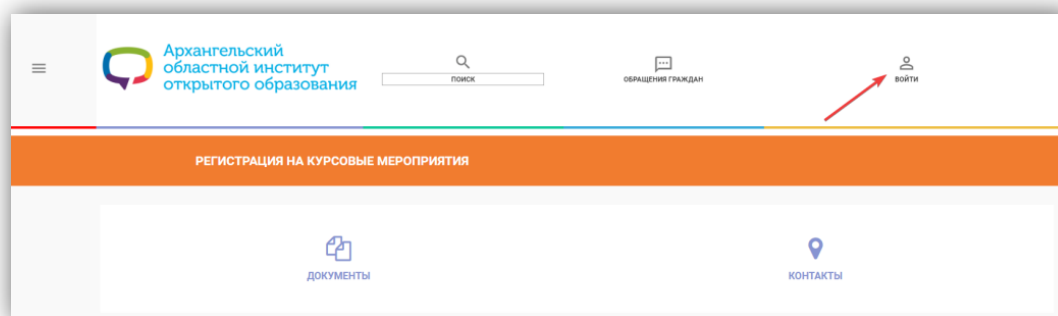 Архангельский
областной институт
открытого образования
ПОИСК
ОБРАЩЕНИЯ ГРАЖДАН
ВОЙТИ
РЕГИСТРАЦИЯ НА КУРСОВЫЕ МЕРОПРИЯТИЯ
ДОКУМЕНТЫ
КОНТАКТЫ